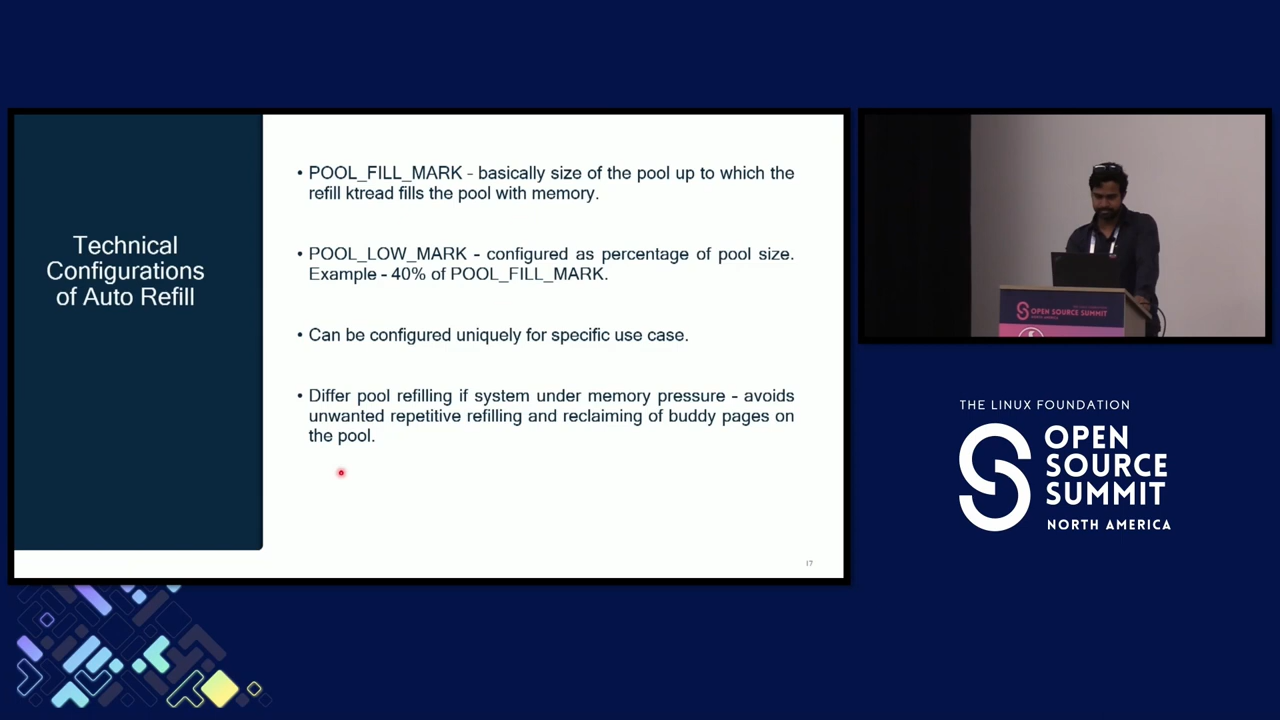 Technical
Configurations
of Auto Refill
• POOL_FILL_MARK - basically size of the pool up to which the
refill ktread fills the pool with memory.
• POOL_LOW_MARK - configured as percentage of pool size.
Example - 40% of POOL_FILL_MARK.
• Can be configured uniquely for specific use case.
• Differ pool refilling if system under memory pressure - avoids
unwanted repetitive refilling and reclaiming of buddy pages on
the pool.
17
OPEN SOURCE SUMMIT
THE LINUX FOUNDATION
OPEN
SOURCE
SUMMIT
NORTH AMERICA